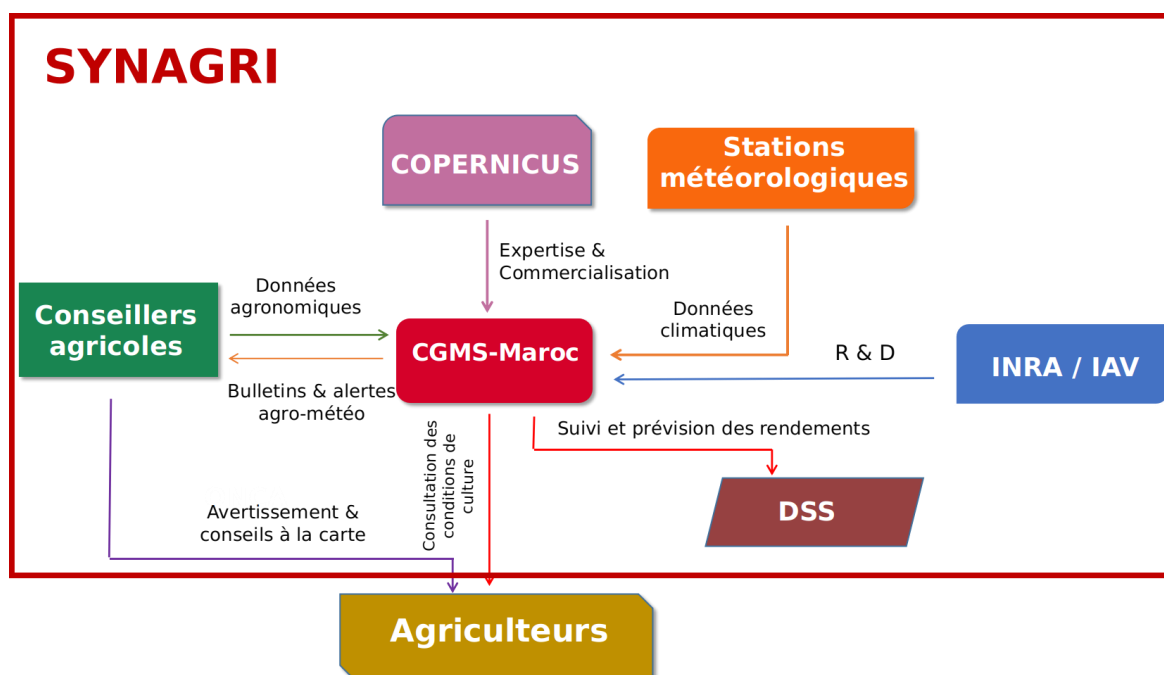 SYNAGRI
COPERNICUS
Stations
météorologiques
Expertise &
Commercialisation
Données
agronomiques
Conseillers
agricoles
Données
climatiques
CGMS-Maroc
R & D
INRA / IAV
Bulletins & alertes
agro-météo
Suivi et prévision des rendements
Consultation des
conditions de
culture
DSS
Avertissement &
conseils à la carte
Agriculteurs